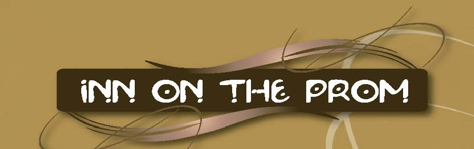 INN ON THE PROM